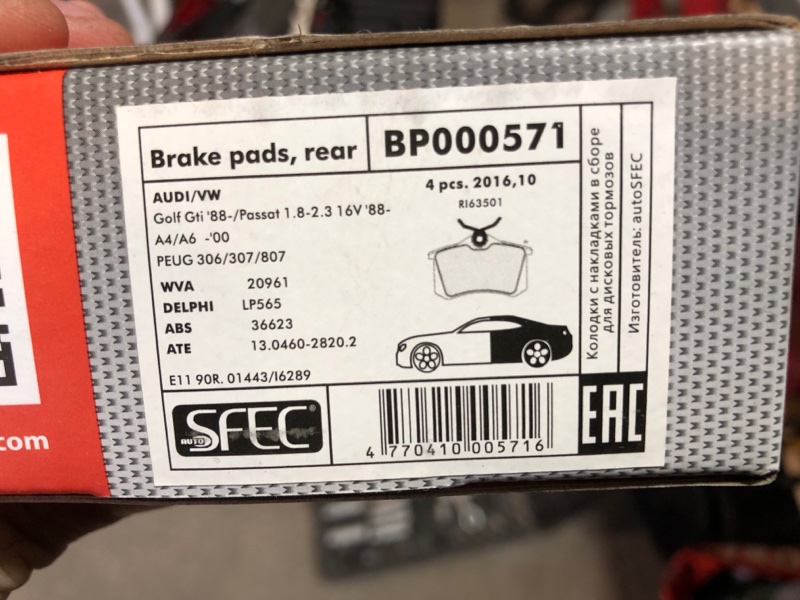 Brake pads, rear
BP000571
AUDI/VW
Golf Gti '88-/Passat 1.8-2.3 16V '88-
A4/A6 -'00
PEUG 306/307/807
4 pcs. 2016,10
RI63501
WVA 20961
DELPHI LP565
ABS 36623
ATE 13.0460-2820.2
E11 90R. 01443/16289
AUTO SFEC®
4 770410 005716
Колодки с накладками в сборе
для дисковых тормозов
Изготовитель: autoSFEC
EAC
.com